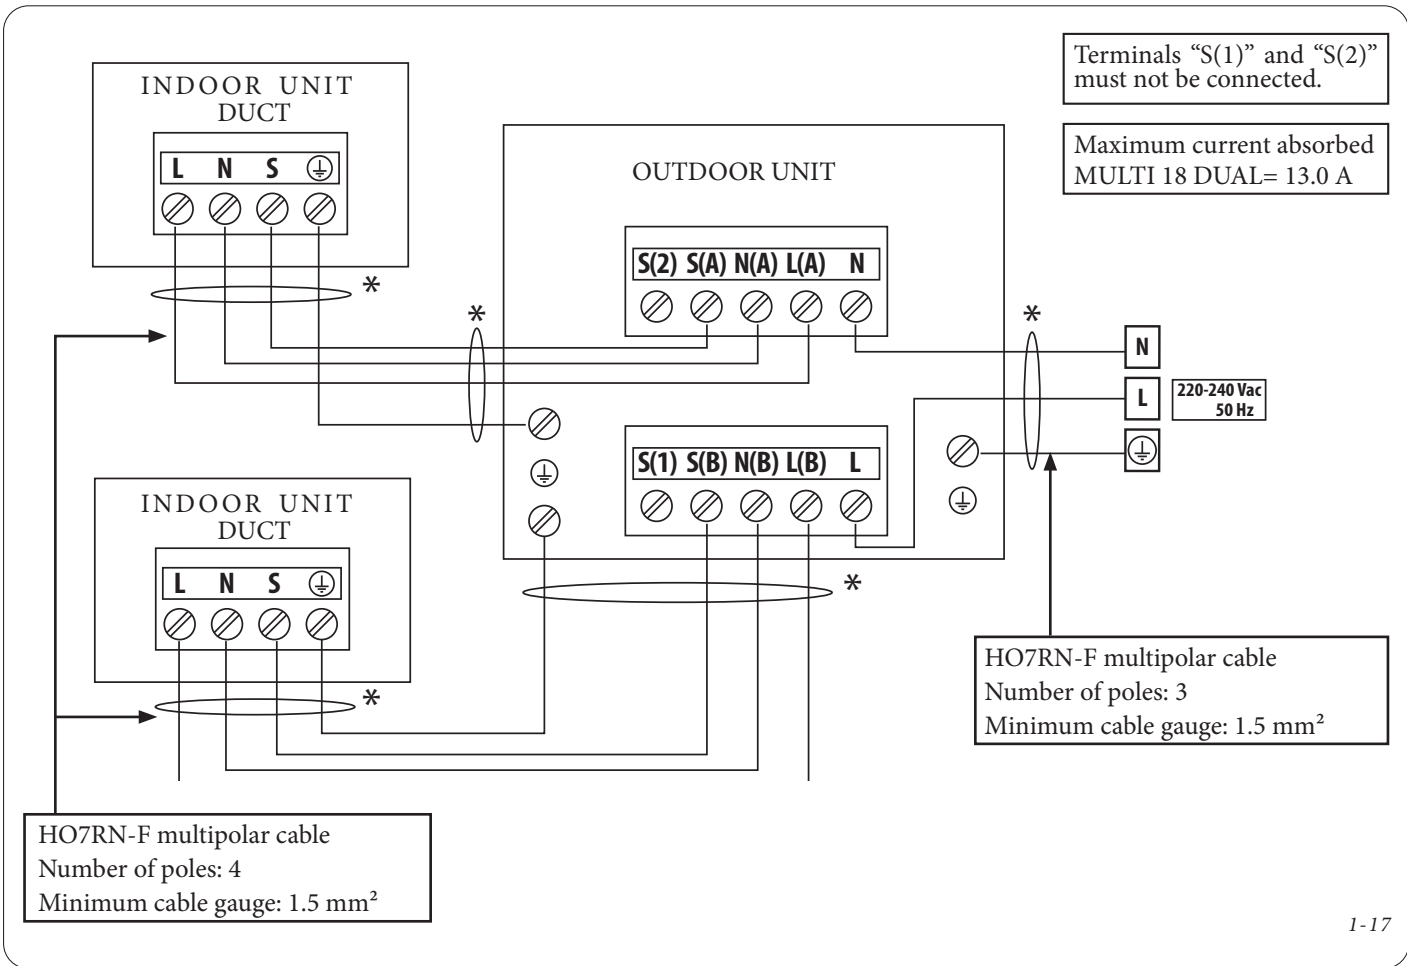 Terminals “S(1)” and “S(2)”
must not be connected.
Maximum current absorbed
MULTI 18 DUAL= 13.0 A
INDOOR UNIT
DUCT
L N S
*
OUTDOOR UNIT
S(2) S(A) N(A) L(A) N
*
*
N
L
220-240 Vac
50 Hz
S(1) S(B) N(B) L(B) L
*
INDOOR UNIT
DUCT
L N S
*
HO7RN-F multipolar cable
Number of poles: 3
Minimum cable gauge: 1.5 mm²
HO7RN-F multipolar cable
Number of poles: 4
Minimum cable gauge: 1.5 mm²
1-17